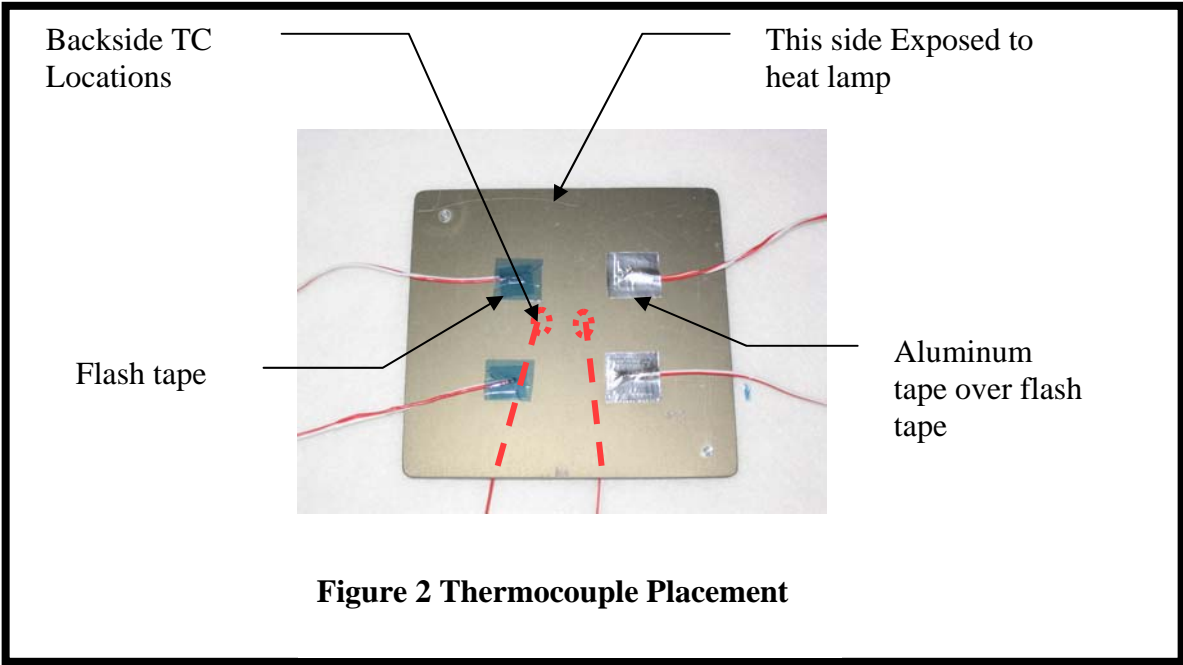 Backside TC
Locations
This side Exposed to
heat lamp
Flash tape
Aluminum
tape over flash
tape
Figure 2 Thermocouple Placement